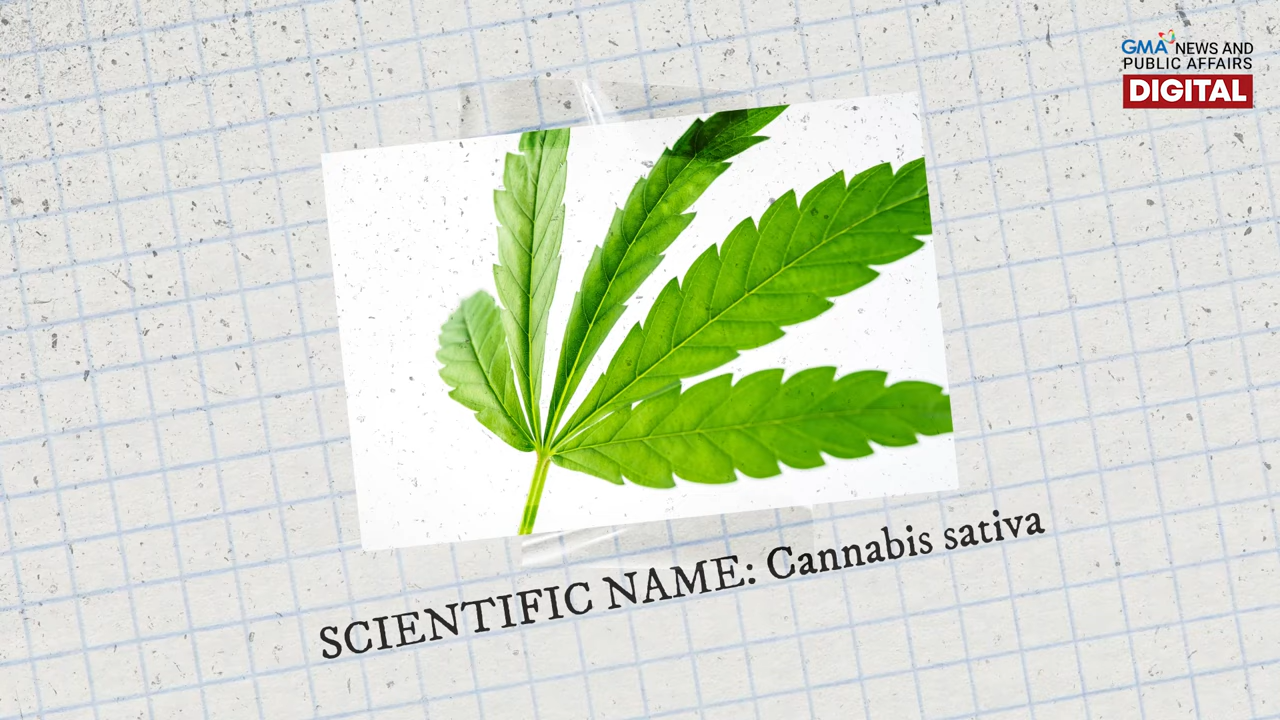 GMA NEWS AND
PUBLIC AFFAIRS
DIGITAL
SCIENTIFIC NAME: Cannabis sativa